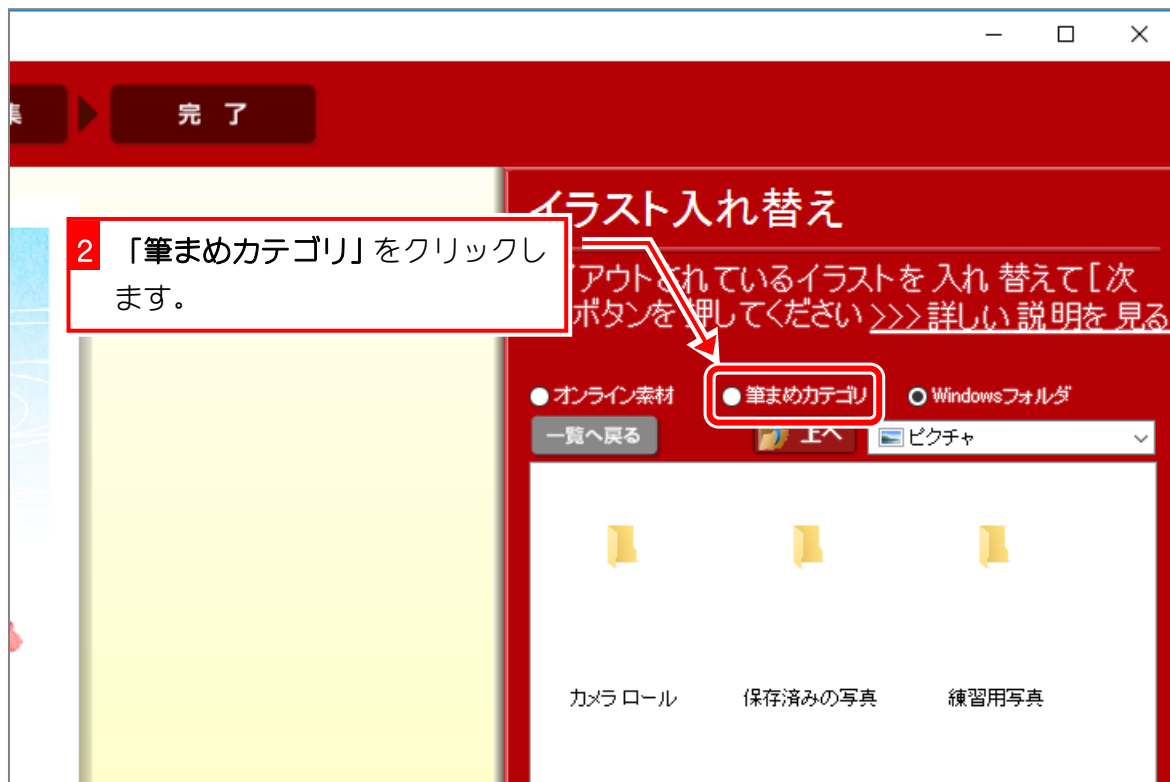 集
完 了
イラスト入れ替え
2 「筆まめカテゴリ」をクリックし
ます。
アウトされているイラストを 入れ 替えて [ 次
ボタンを 押してください >>> 詳しい 説明を 見る
オンライン素材 筆まめカテゴリ Windowsフォルダ
一覧へ戻る 上へ ピクチャ
カメラ ロール 保存済みの写真 練習用写真